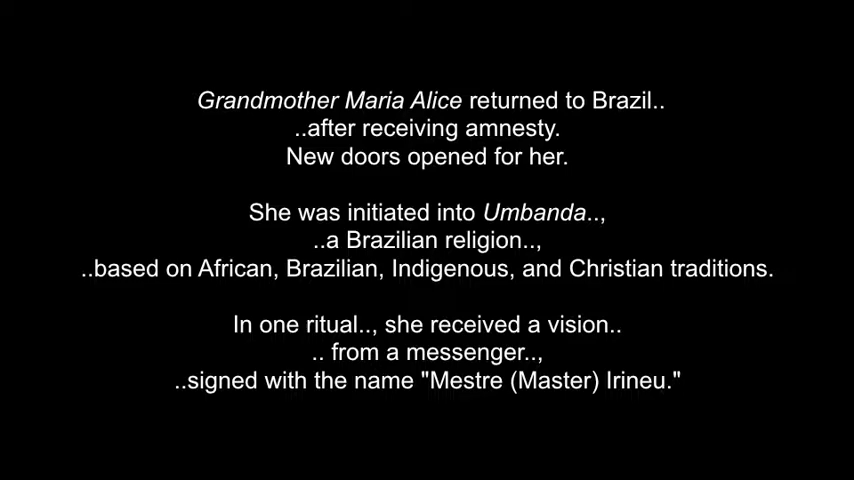 Grandmother Maria Alice returned to Brazil..
..after receiving amnesty.
New doors opened for her.
She was initiated into Umbanda..,
..a Brazilian religion..,
..based on African, Brazilian, Indigenous, and Christian traditions.
In one ritual.., she received a vision..
.. from a messenger..,
..signed with the name "Mestre (Master) Irineu."